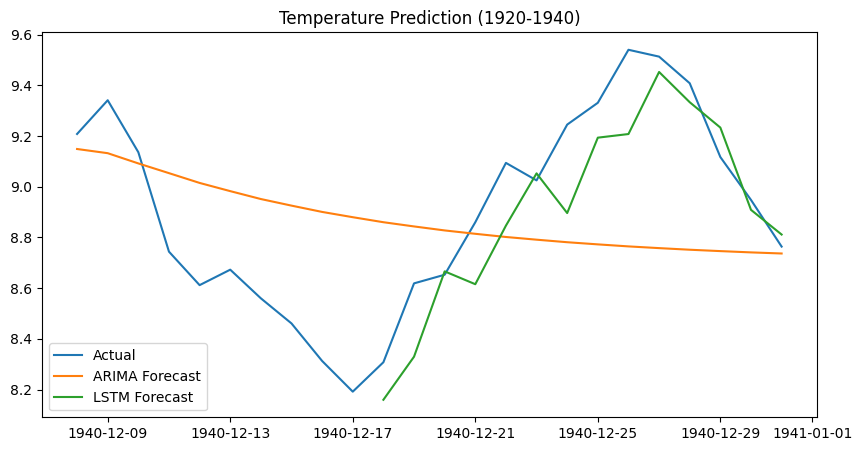 Temperature Prediction (1920-1940)
9.6
9.4
9.2
9.0
8.8
8.6
8.4
8.2
Actual
ARIMA Forecast
LSTM Forecast
1940-12-09 1940-12-13 1940-12-17 1940-12-21 1940-12-25 1940-12-29 1941-01-01